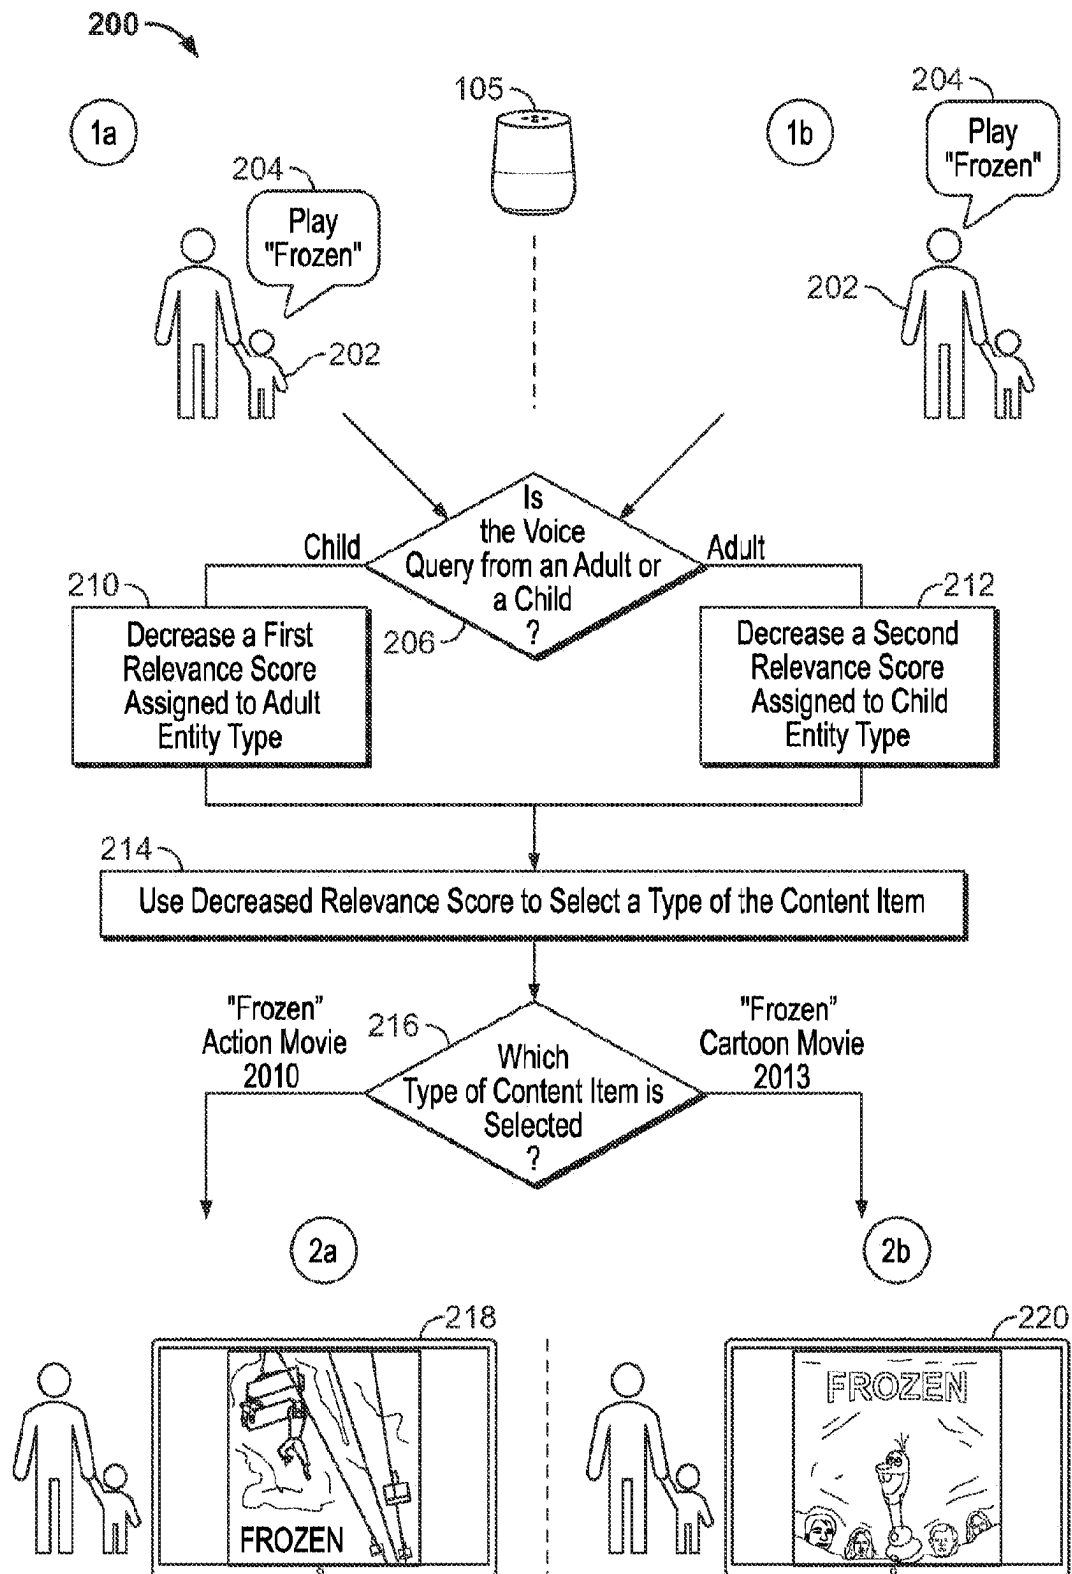 200
1a
105
1b
204
Play
"Frozen"
202
204
Play
"Frozen"
202
Is
the Voice
Query from an Adult or
a Child
?
206
Child
Adult
210
Decrease a First
Relevance Score
Assigned to Adult
Entity Type
212
Decrease a Second
Relevance Score
Assigned to Child
Entity Type
214
Use Decreased Relevance Score to Select a Type of the Content Item
216
Which
Type of Content Item is
Selected
?
"Frozen”
Action Movie
2010
"Frozen”
Cartoon Movie
2013
2a
2b
218
FROZEN
220
FROZEN